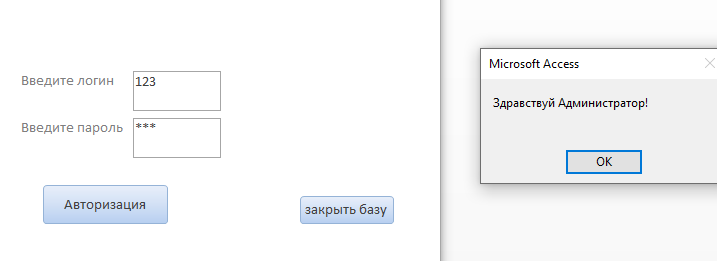 Введите логин
123
Введите пароль
***
Авторизация
закрыть базу
Microsoft Access
Здравствуй Администратор!
OK